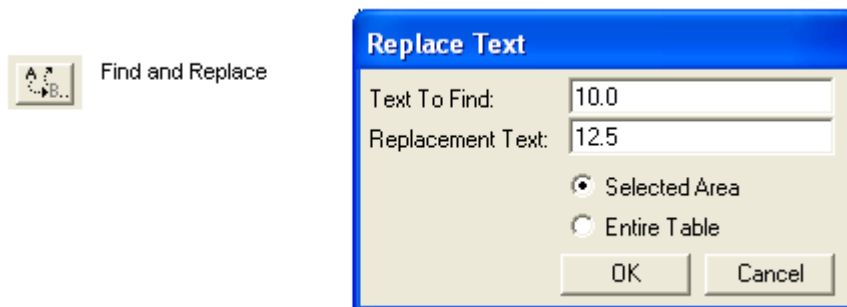 Replace Text
A B..
Find and Replace
Text To Find: 10.0
Replacement Text: 12.5
Selected Area
Entire Table
OK Cancel